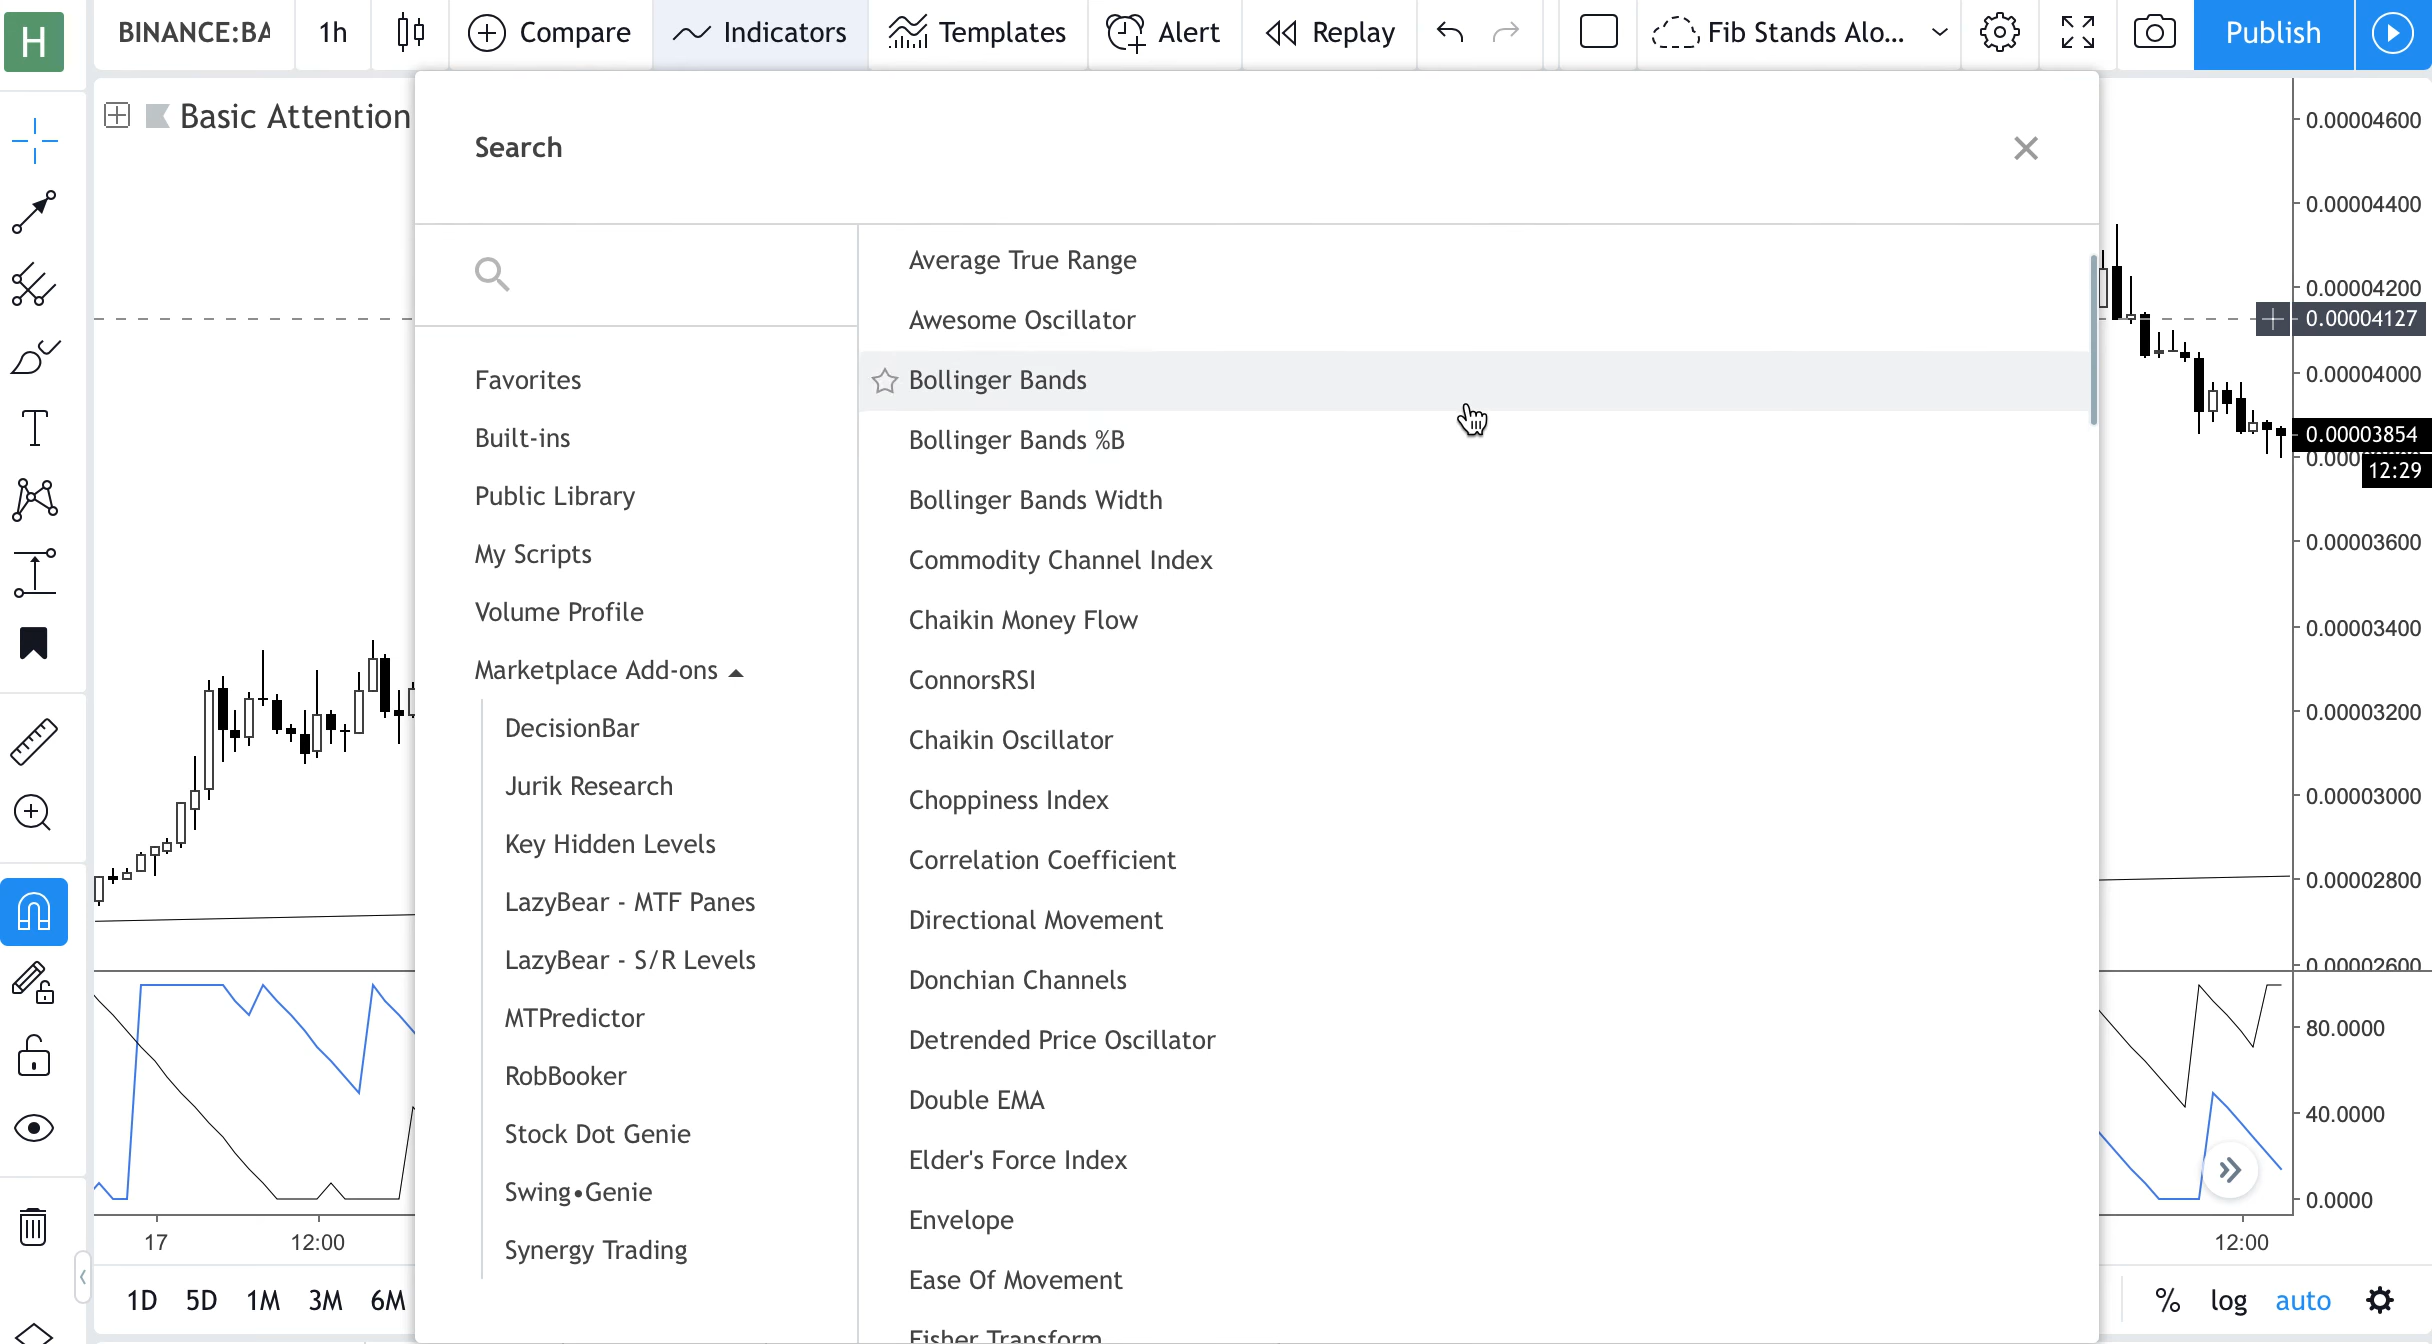 H
BINANCE:BA
1h
Compare
Indicators
Templates
Alert
Replay
Fib Stands Alo...
Publish
Basic Attention
Search
Favorites
Built-ins
Public Library
My Scripts
Volume Profile
Marketplace Add-ons
DecisionBar
Jurik Research
Key Hidden Levels
LazyBear - MTF Panes
LazyBear - S/R Levels
MTPredictor
RobBooker
Stock Dot Genie
Swing•Genie
Synergy Trading
Average True Range
Awesome Oscillator
Bollinger Bands
Bollinger Bands %B
Bollinger Bands Width
Commodity Channel Index
Chaikin Money Flow
ConnorsRSI
Chaikin Oscillator
Choppiness Index
Correlation Coefficient
Directional Movement
Donchian Channels
Detrended Price Oscillator
Double EMA
Elder's Force Index
Envelope
Ease Of Movement
Fisher Transform
0.00004600
0.00004400
0.00004200
0.00004127
0.00004000
0.00003854
12:29
0.00003600
0.00003400
0.00003200
0.00003000
0.00002800
0.00002600
80.0000
40.0000
0.0000
17
12:00
12:00
1D
5D
1M
3M
6M
%
log
auto